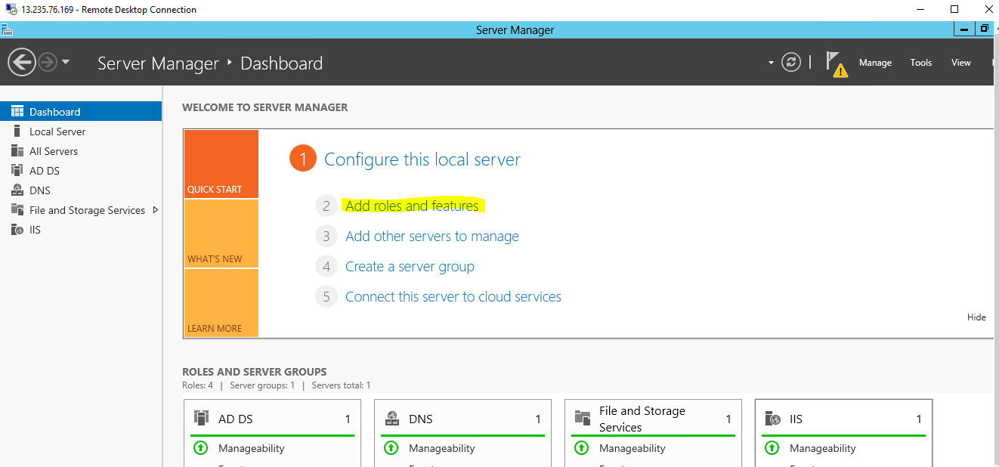 13.235.76.169 - Remote Desktop Connection
Server Manager
Server Manager ‣ Dashboard
Manage Tools View
Dashboard
Local Server
All Servers
AD DS
DNS
File and Storage Services
IIS
WELCOME TO SERVER MANAGER
QUICK START
WHAT'S NEW
LEARN MORE
1 Configure this local server
2 Add roles and features
3 Add other servers to manage
4 Create a server group
5 Connect this server to cloud services
Hide
ROLES AND SERVER GROUPS
Roles: 4 | Server groups: 1 | Servers total: 1
AD DS 1
Manageability
DNS 1
Manageability
File and Storage
Services 1
Manageability
IIS 1
Manageability